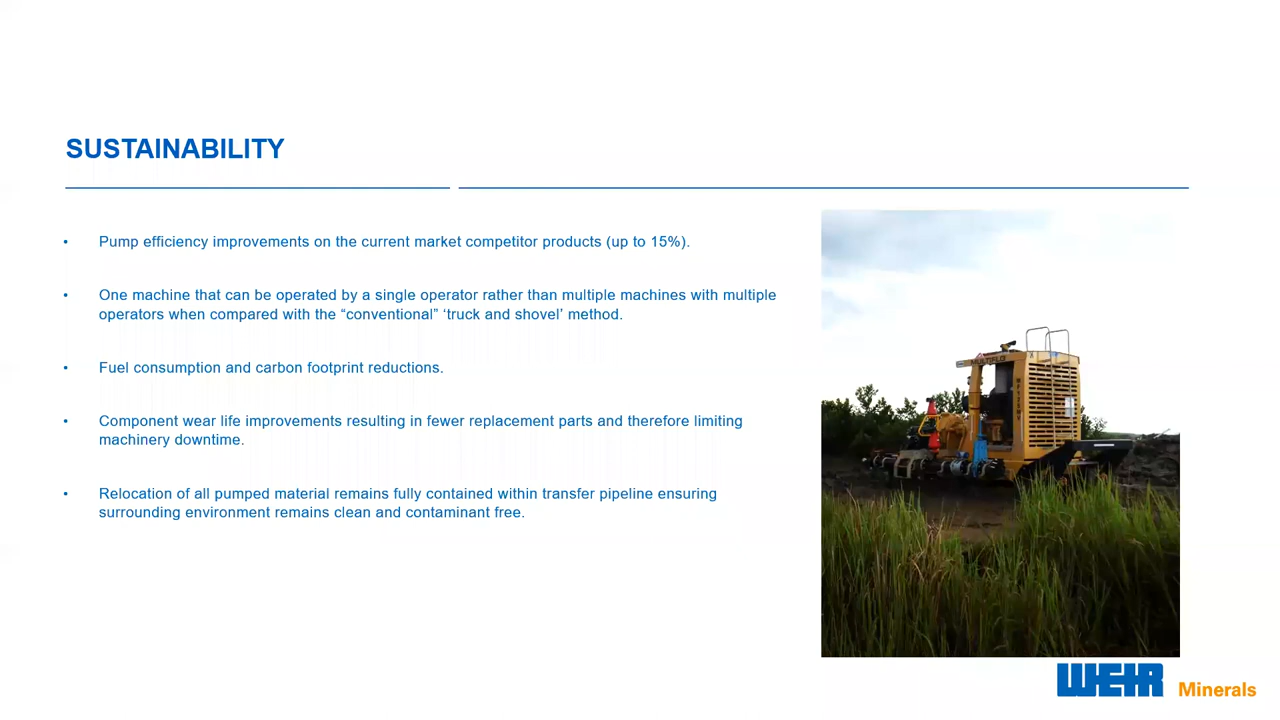 SUSTAINABILITY
• Pump efficiency improvements on the current market competitor products (up to 15%).
• One machine that can be operated by a single operator rather than multiple machines with multiple
operators when compared with the “conventional” ‘truck and shovel’ method.
• Fuel consumption and carbon footprint reductions.
• Component wear life improvements resulting in fewer replacement parts and therefore limiting
machinery downtime.
• Relocation of all pumped material remains fully contained within transfer pipeline ensuring
surrounding environment remains clean and contaminant free.
MULTIFLO
WEIR
Minerals